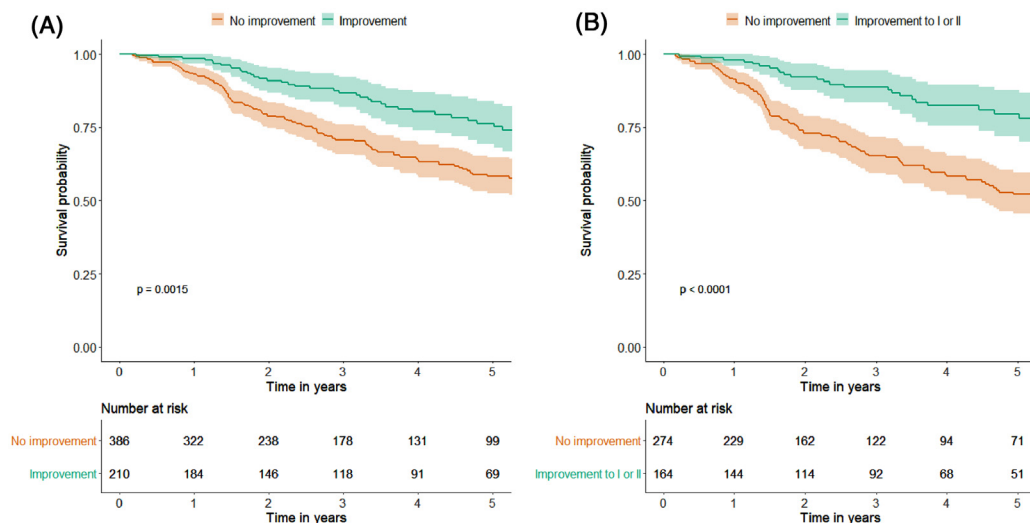 (A)
No improvement Improvement
Survival probability
1.00
0.75
0.50
0.25
0.00
p = 0.0015
0 1 2 3 4 5
Time in years
Number at risk
No improvement 386 322 238 178 131 99
Improvement 210 184 146 118 91 69
0 1 2 3 4 5
Time in years
(B)
No improvement Improvement to I or II
Survival probability
1.00
0.75
0.50
0.25
0.00
p < 0.0001
0 1 2 3 4 5
Time in years
Number at risk
No improvement 274 229 162 122 94 71
Improvement to I or II 164 144 114 92 68 51
0 1 2 3 4 5
Time in years